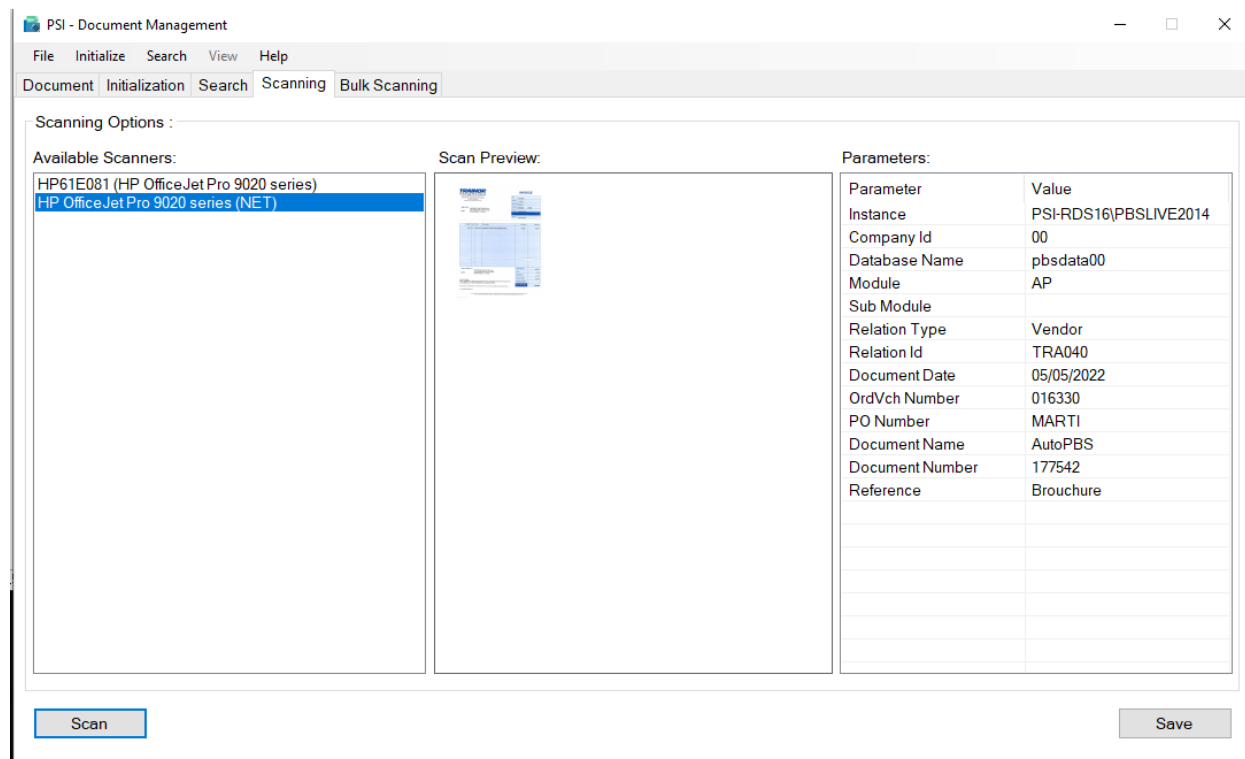 PSI - Document Management
File Initialize Search View Help
Document Initialization Search Scanning Bulk Scanning
Scanning Options :
Available Scanners:
HP61E081 (HP OfficeJet Pro 9020 series)
HP OfficeJet Pro 9020 series (NET)
Scan Preview:
TRAINOR
INVOICE
Parameters:
Parameter Value
Instance PSI-RDS16\PBSLIVE2014
Company Id 00
Database Name pbsdata00
Module AP
Sub Module
Relation Type Vendor
Relation Id TRA040
Document Date 05/05/2022
OrdVch Number 016330
PO Number MARTI
Document Name AutoPBS
Document Number 177542
Reference Brouchure
Scan
Save